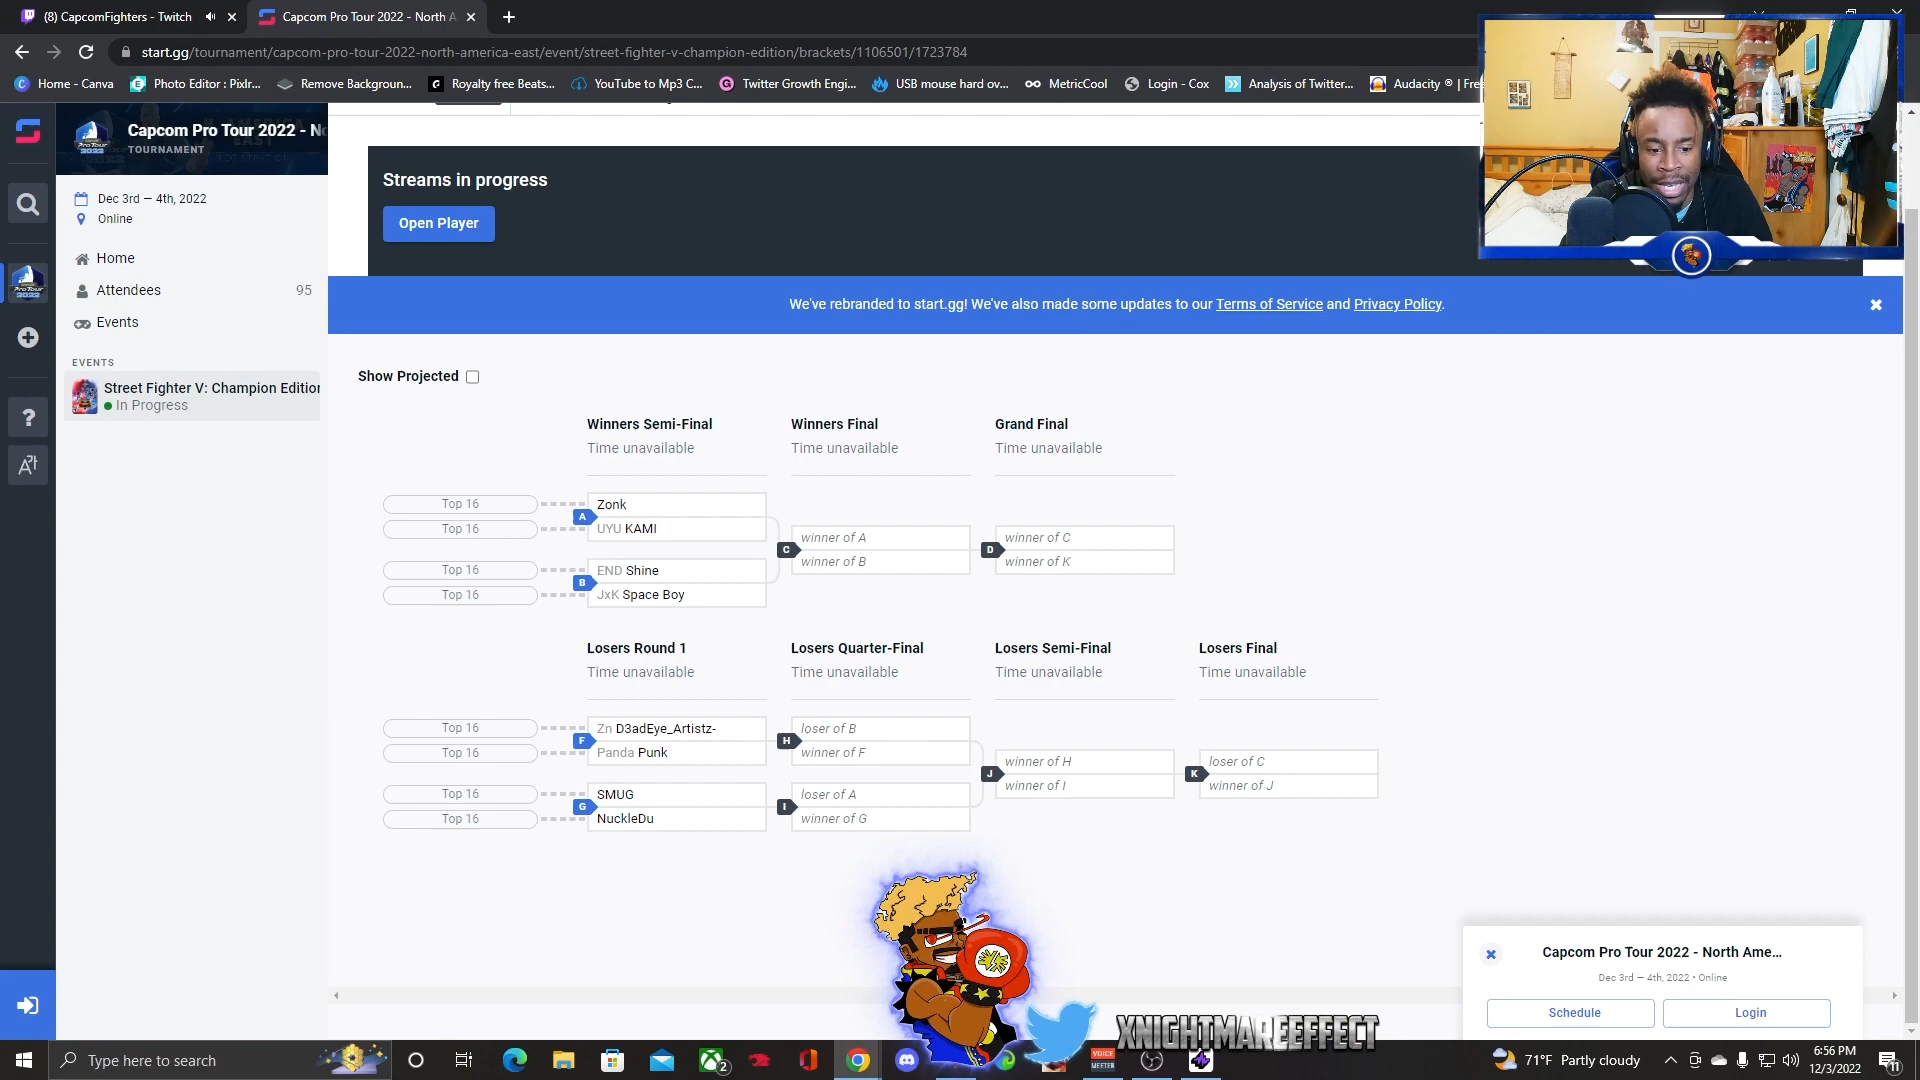 (8) CapcomFighters - Twitch
Capcom Pro Tour 2022 - North A
start.gg/tournament/capcom-pro-tour-2022-north-america-east/event/street-fighter-v-champion-edition/brackets/1106501/1723784
Home - Canva
Photo Editor : Pixlr...
Remove Backgroun...
Royalty free Beats...
YouTube to Mp3 C...
Twitter Growth Engi...
USB mouse hard ov...
MetricCool
Login - Cox
Analysis of Twitter...
Audacity ® | Fre
Capcom Pro Tour 2022 - No
TOURNAMENT
Dec 3rd — 4th, 2022
Online
Home
Attendees 95
Events
EVENTS
Street Fighter V: Champion Edition
In Progress
Streams in progress
Open Player
We've rebranded to start.gg! We've also made some updates to our Terms of Service and Privacy Policy.
Show Projected
Winners Semi-Final
Time unavailable
Winners Final
Time unavailable
Grand Final
Time unavailable
Top 16
Top 16
A
Zonk
UYU KAMI
Top 16
Top 16
B
END Shine
JxK Space Boy
C
winner of A
winner of B
D
winner of C
winner of K
Losers Round 1
Time unavailable
Losers Quarter-Final
Time unavailable
Losers Semi-Final
Time unavailable
Losers Final
Time unavailable
Top 16
Top 16
F
Zn D3adEye_Artistz-
Panda Punk
Top 16
Top 16
G
SMUG
NuckleDu
H
loser of B
winner of F
I
loser of A
winner of G
J
winner of H
winner of I
K
loser of C
winner of J
Capcom Pro Tour 2022 - North Ame...
Dec 3rd — 4th, 2022 • Online
Schedule
Login
XNIGHTMAREEFFECT
Type here to search
2
VOICE
MEETER
71°F Partly cloudy
6:56 PM
12/3/2022
11